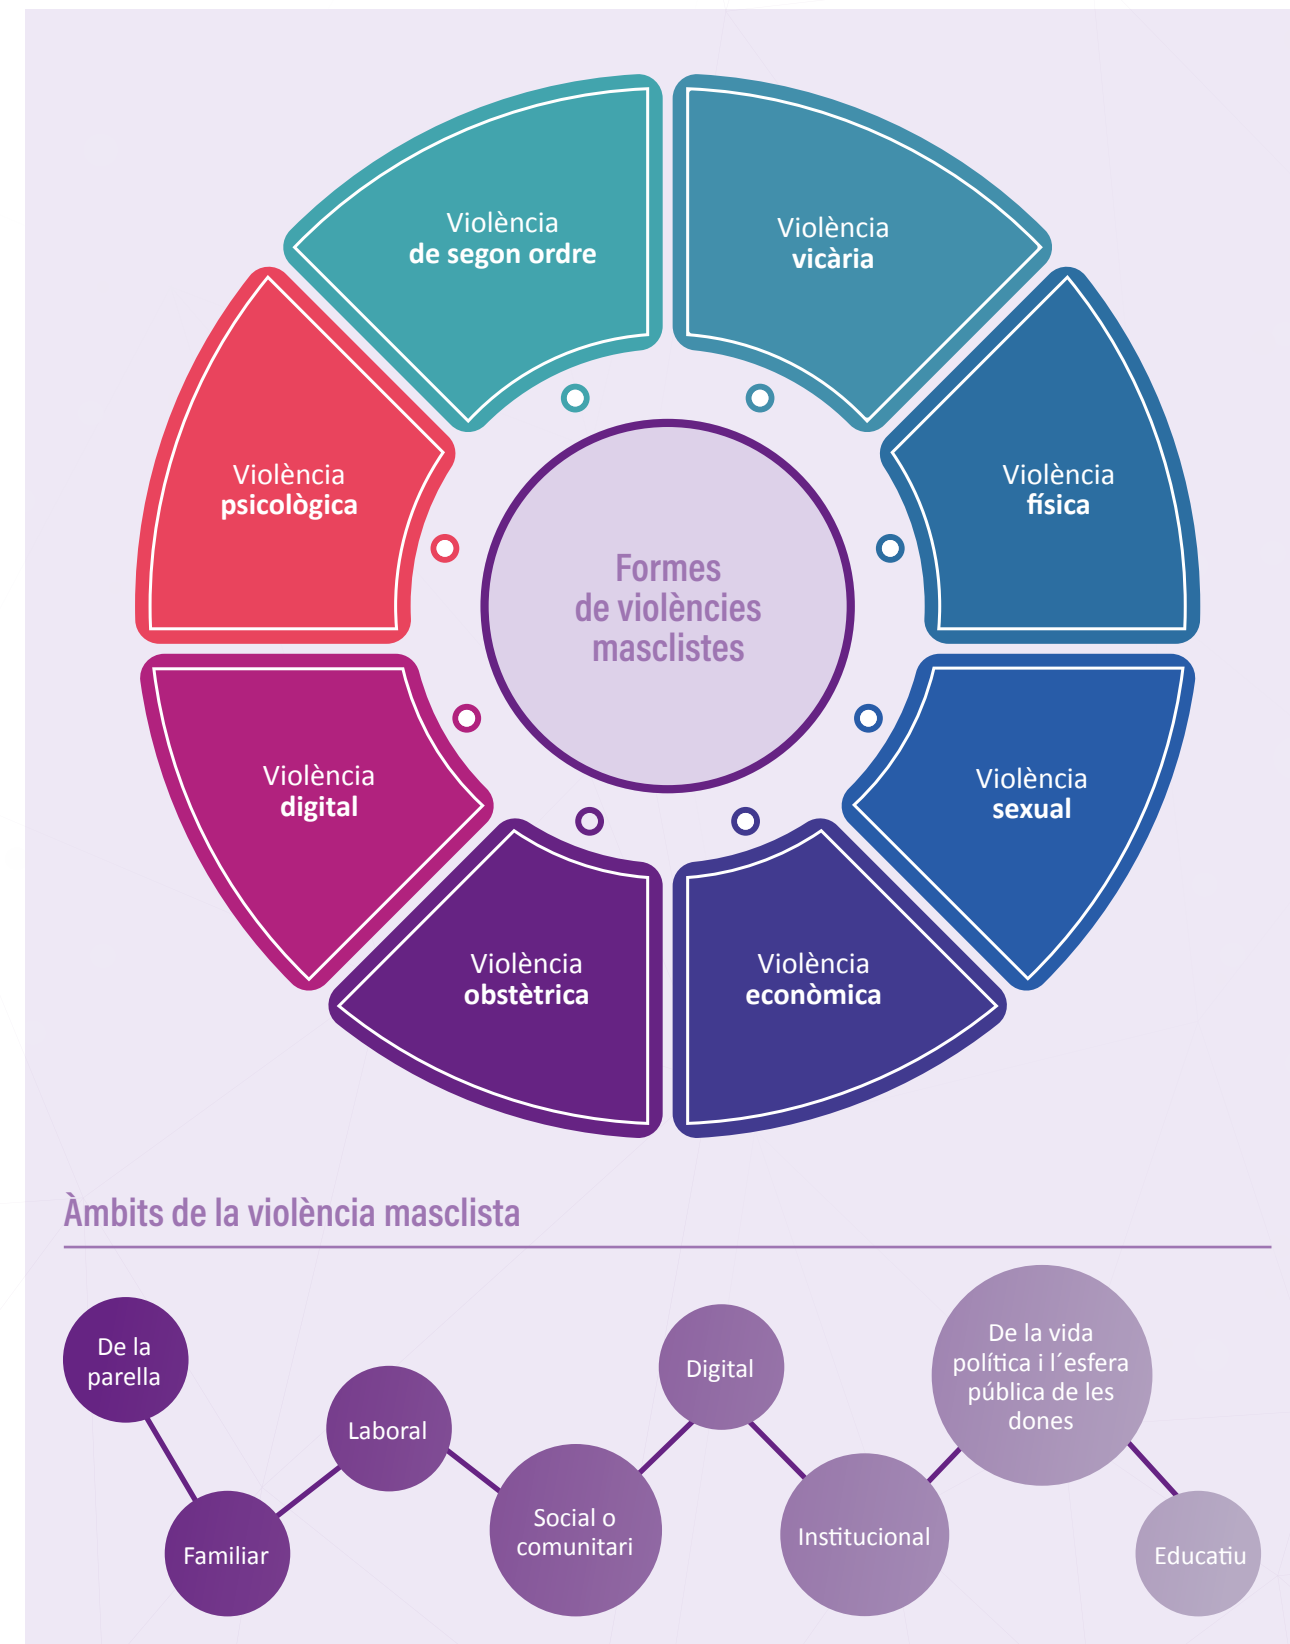 Violència
de segon ordre
Violència
vicària
Violència
psicològica
Violència
física
Formes
de violències
masclistes
Violència
digital
Violència
sexual
Violència
obstètrica
Violència
econòmica
Àmbits de la violència masclista
De la
parella
Familiar
Laboral
Social o
comunitari
Digital
Institucional
De la vida
política i l´esfera
pública de les
dones
Educatiu